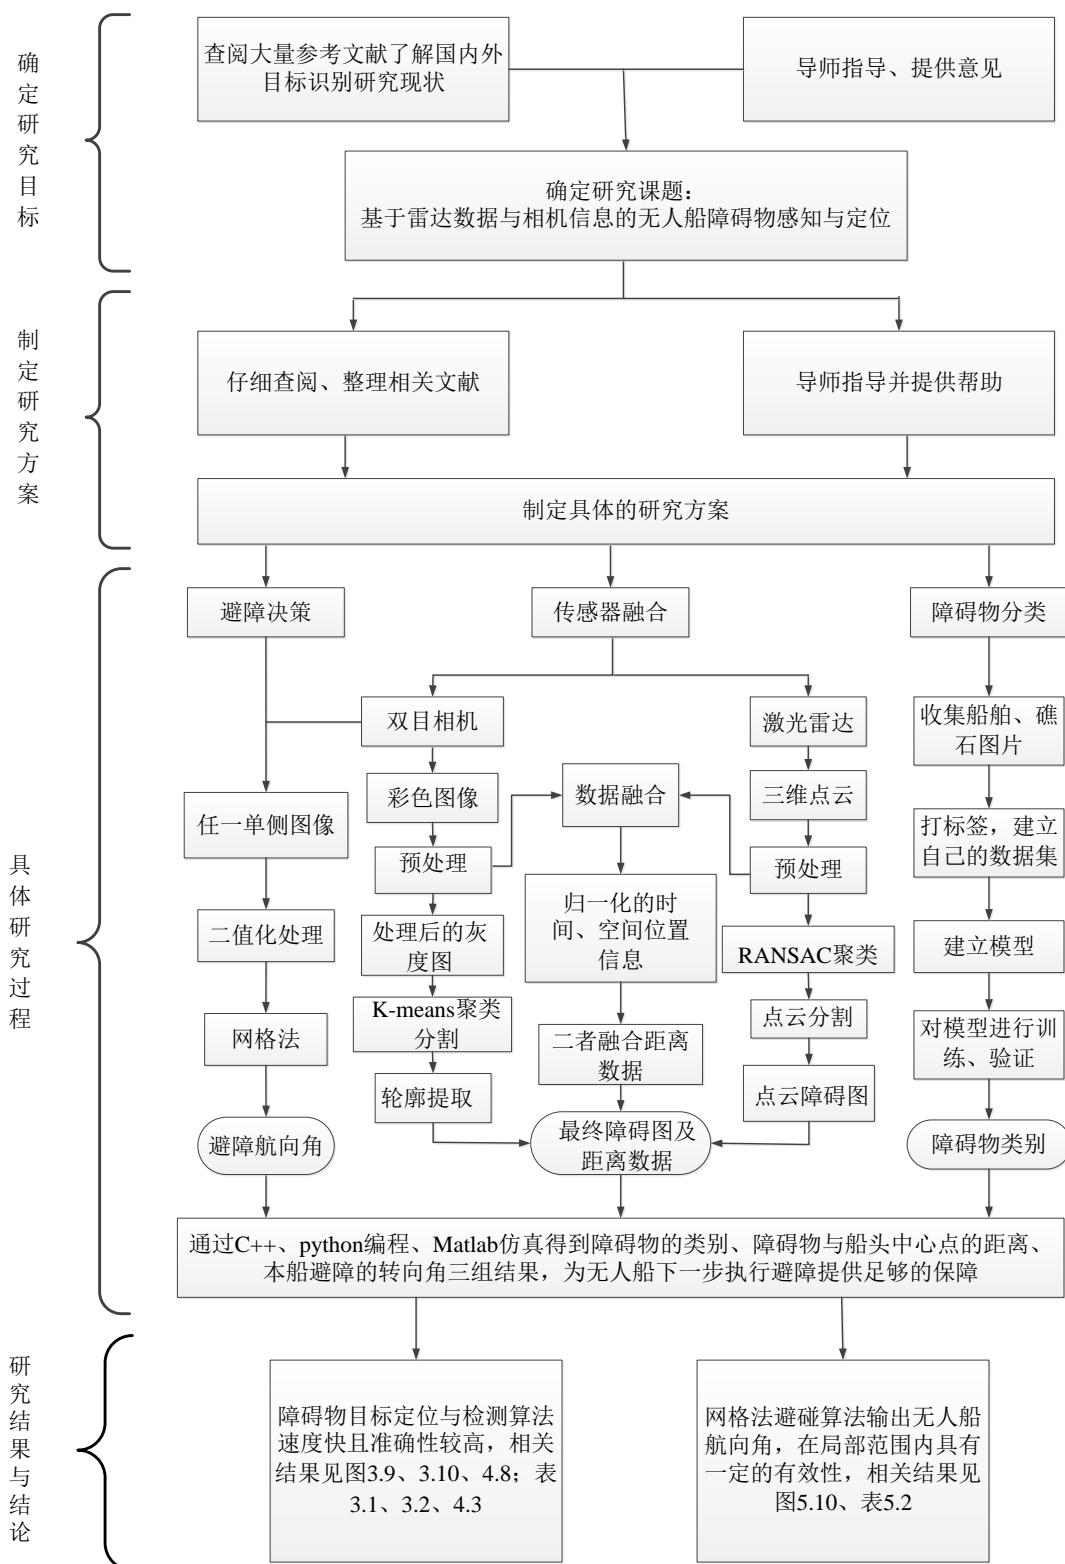 确定研究目标
查阅大量参考文献了解国内外
目标识别研究现状
导师指导、提供意见
确定研究课题：
基于雷达数据与相机信息的无人船障碍物感知与定位
制定研究方案
仔细查阅、整理相关文献
导师指导并提供帮助
制定具体的研究方案
具体研究过程
避障决策
传感器融合
障碍物分类
双目相机
激光雷达
收集船舶、礁
石图片
彩色图像
数据融合
三维点云
任一单侧图像
打标签，建立
自己的数据集
预处理
预处理
归一化的时
间、空间位置
信息
二值化处理
处理后的灰
度图
RANSAC聚类
建立模型
K-means聚类
分割
点云分割
网格法
二者融合距离
数据
对模型进行训
练、验证
轮廓提取
点云障碍图
避障航向角
最终障碍图及
距离数据
障碍物类别
通过C++、python编程、Matlab仿真得到障碍物的类别、障碍物与船头中心点的距离、
本船避障的转向角三组结果，为无人船下一步执行避障提供足够的保障
研究结果与结论
障碍物目标定位与检测算法
速度快且准确性较高，相关
结果见图3.9、3.10、4.8；表
3.1、3.2、4.3
网格法避碰算法输出无人船
航向角，在局部范围内具有
一定的有效性，相关结果见
图5.10、表5.2